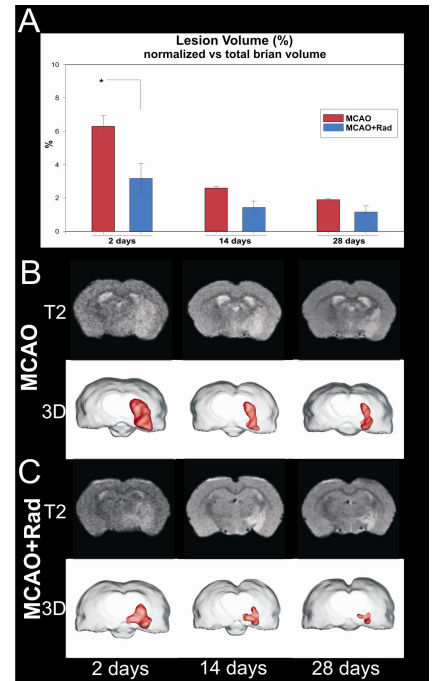 A
Lesion Volume (%)
normalized vs total brian volume
10
8
6
4
2
0
%
*
MCAO
MCAO+Rad
2 days
14 days
28 days
B
MCAO
T2
3D
C
MCAO+Rad
T2
3D
2 days
14 days
28 days